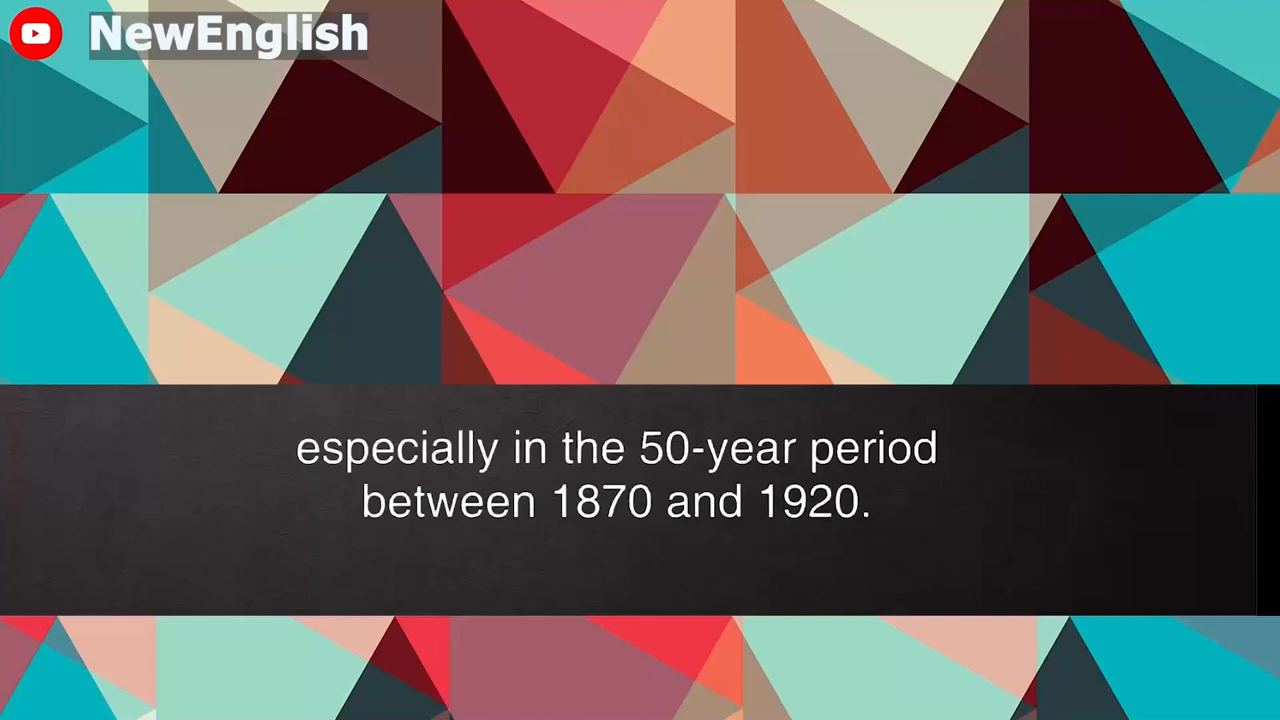 NewEnglish
especially in the 50-year period
between 1870 and 1920.